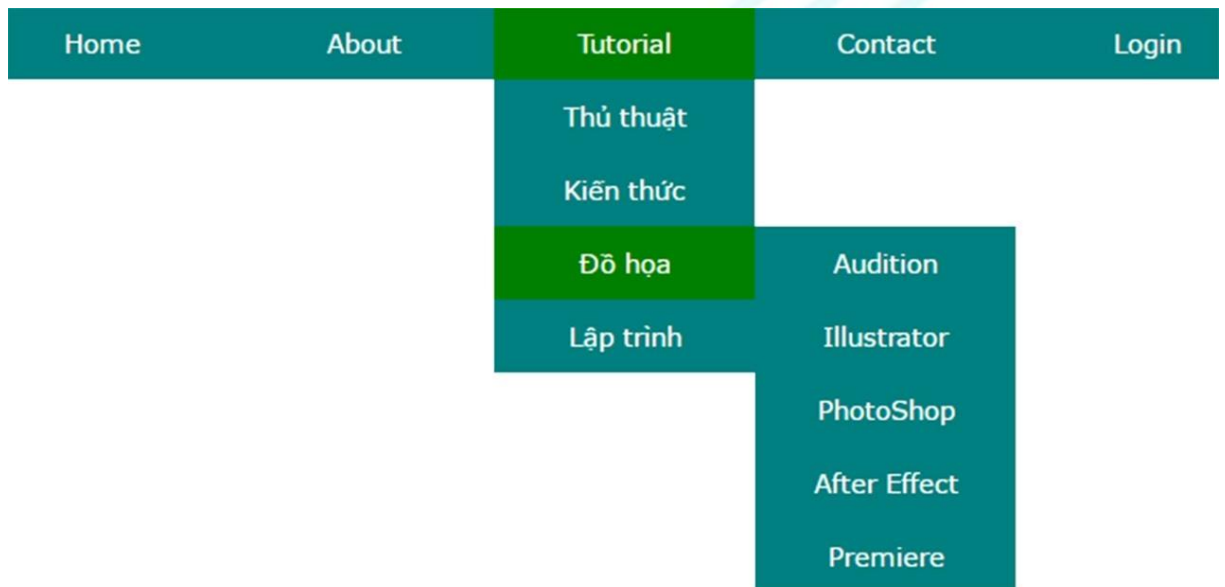 Home About Tutorial Contact Login
Thủ thuật
Kiến thức
Đồ họa Audition
Lập trình Illustrator
PhotoShop
After Effect
Premiere